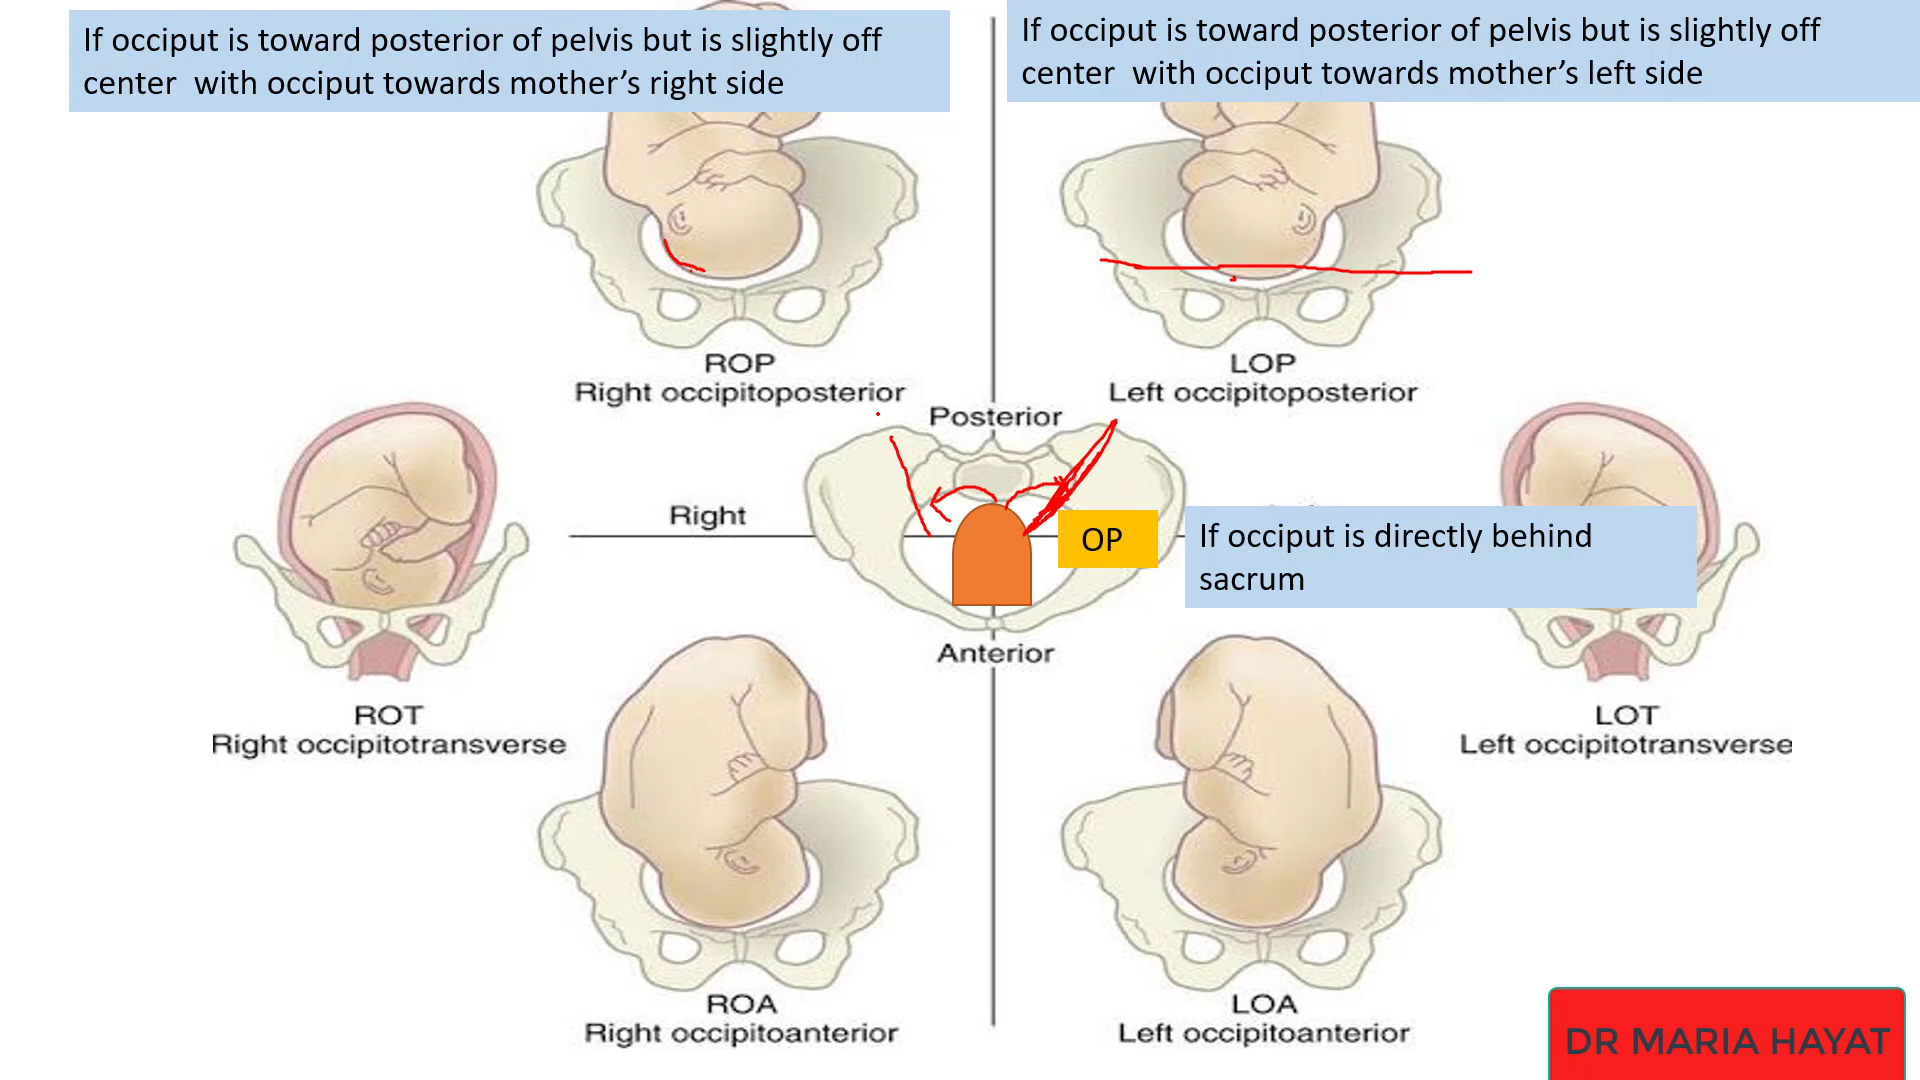 If occiput is toward posterior of pelvis but is slightly off
center with occiput towards mother’s right side
If occiput is toward posterior of pelvis but is slightly off
center with occiput towards mother’s left side
ROP
Right occipitoposterior
LOP
Left occipitoposterior
Posterior
Right
OP
If occiput is directly behind
sacrum
Anterior
ROT
Right occipitotransverse
LOT
Left occipitotransverse
ROA
Right occipitoanterior
LOA
Left occipitoanterior
DR MARIA HAYAT